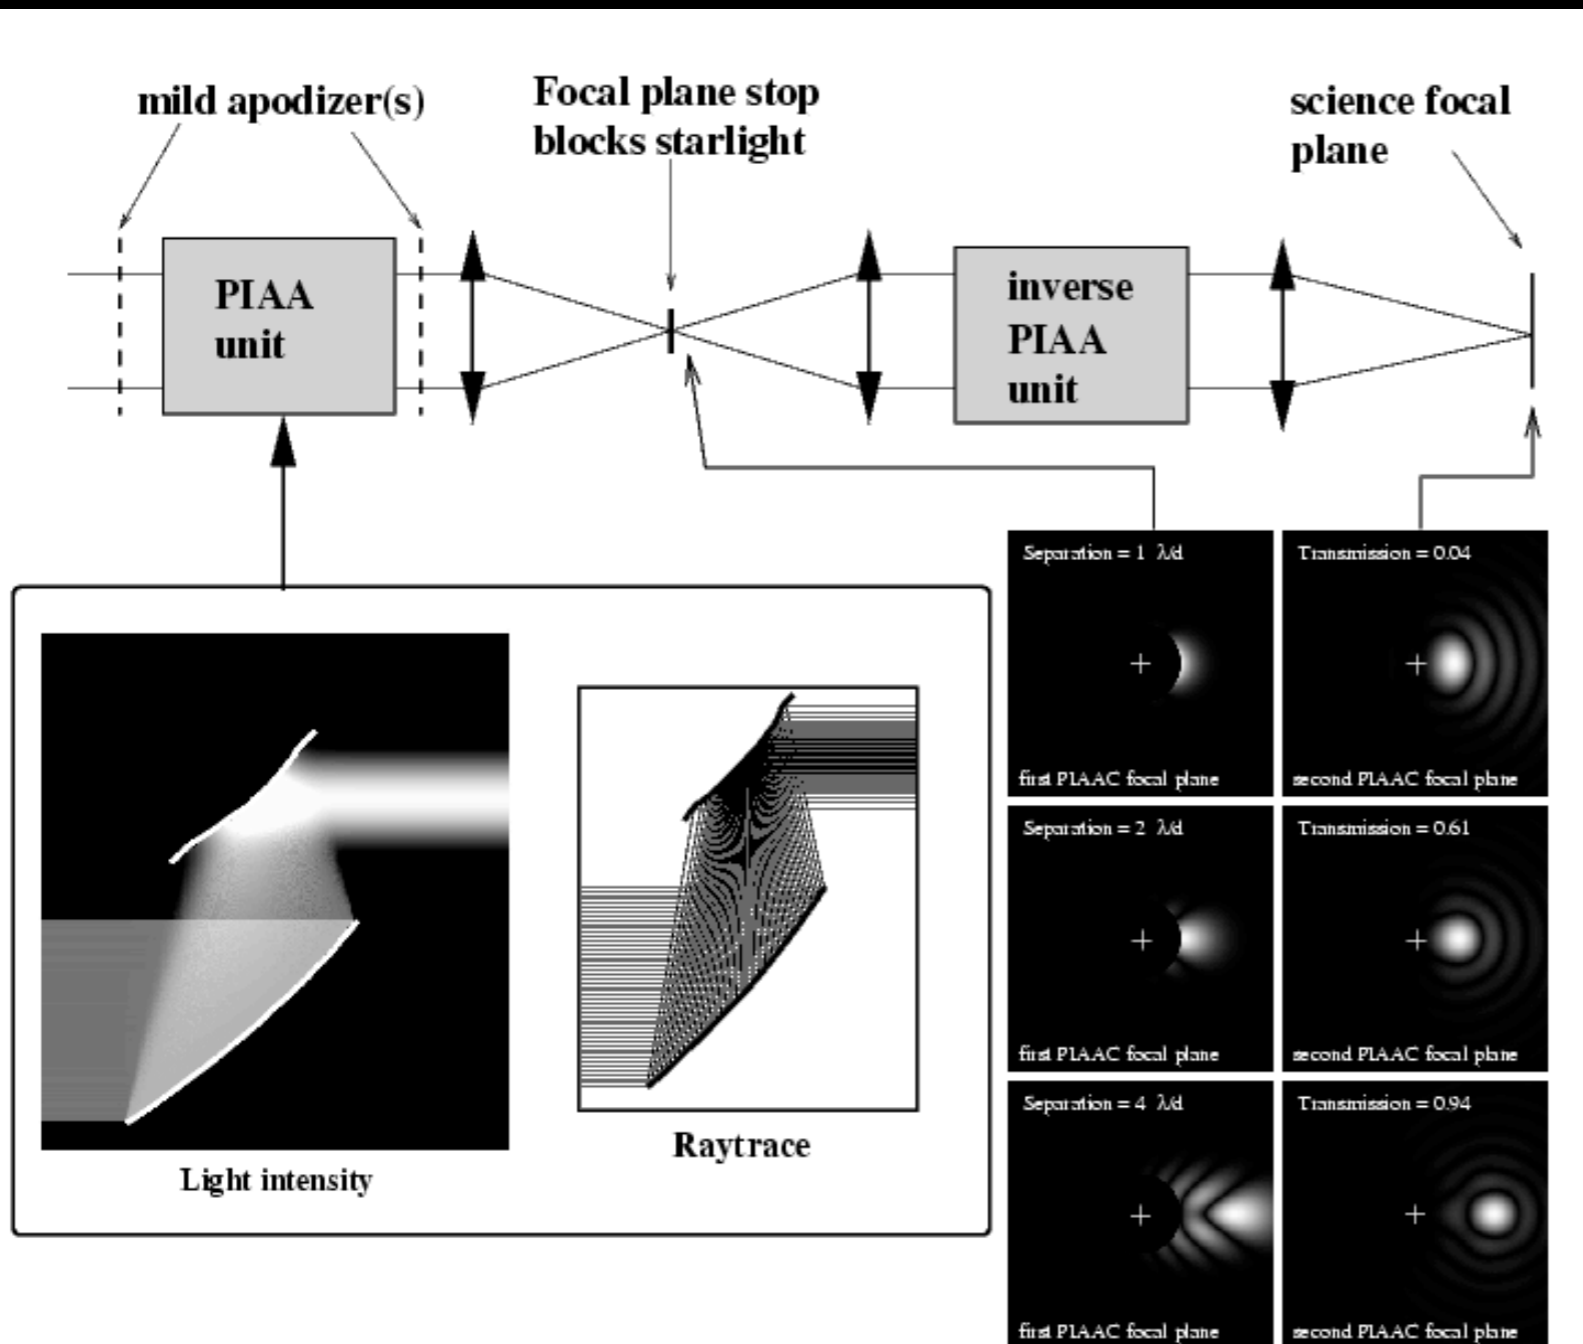 mild apodizer(s)
Focal plane stop
blocks starlight
science focal
plane
PIAA
unit
inverse
PIAA
unit
Light intensity
Raytrace
Separation = 1 λ/d
first PIAAC focal plane
Transmission = 0.04
second PIAAC focal plane
Separation = 2 λ/d
first PIAAC focal plane
Transmission = 0.61
second PIAAC focal plane
Separation = 4 λ/d
first PIAAC focal plane
Transmission = 0.94
second PIAAC focal plane